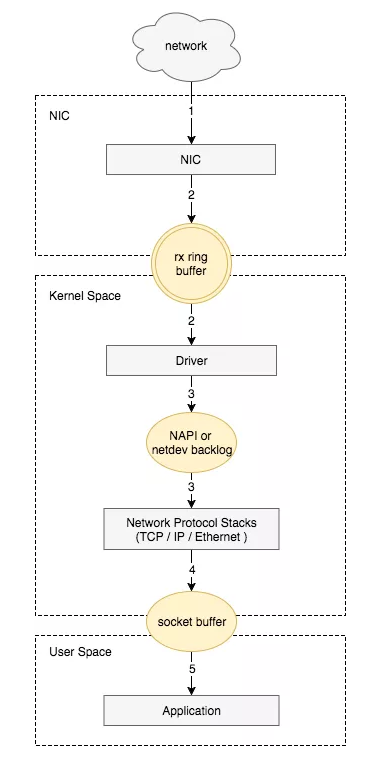 network
1
NIC
NIC
2
rx ring
buffer
Kernel Space
2
Driver
3
NAPI or
netdev backlog
3
Network Protocol Stacks
(TCP / IP / Ethernet )
4
socket buffer
User Space
5
Application